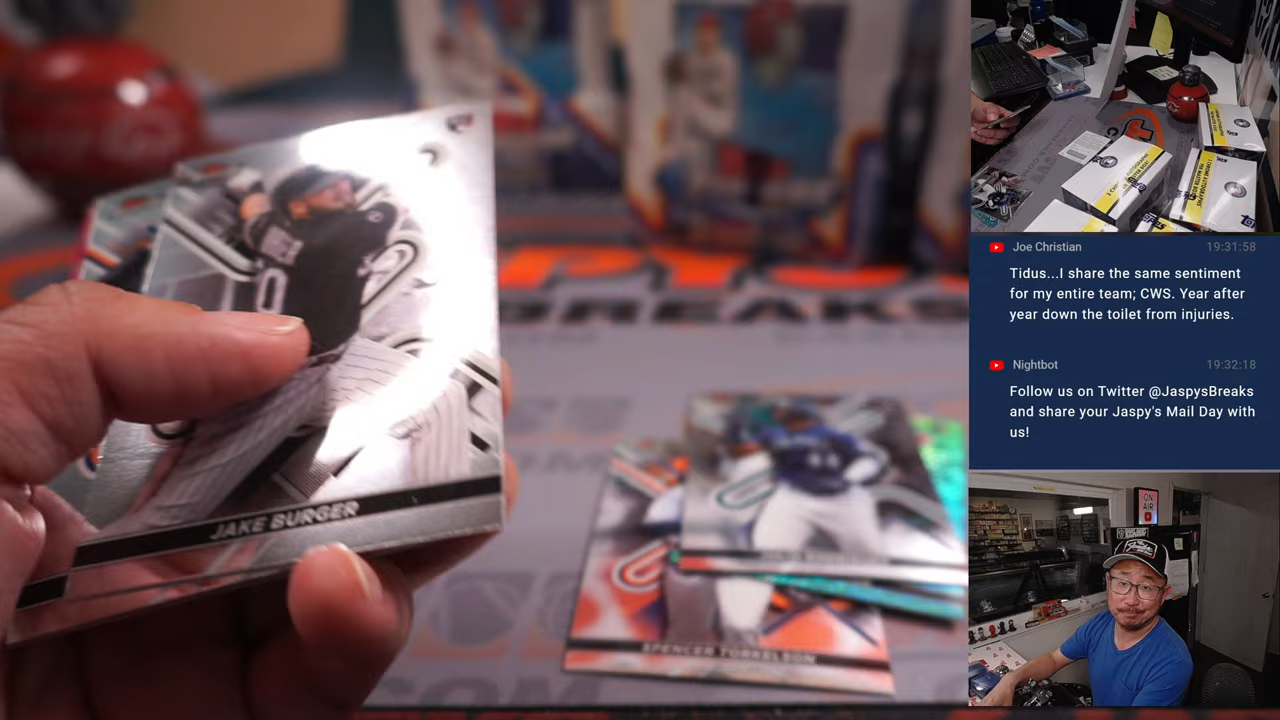 JAKE BURGER
SPENCER TORKELSON
BREAKS
.COM
ON
AIR
Joe Christian 19:31:58
Tidus...I share the same sentiment
for my entire team; CWS. Year after
year down the toilet from injuries.
Nightbot 19:32:18
Follow us on Twitter @JaspysBreaks
and share your Jaspy's Mail Day with
us!